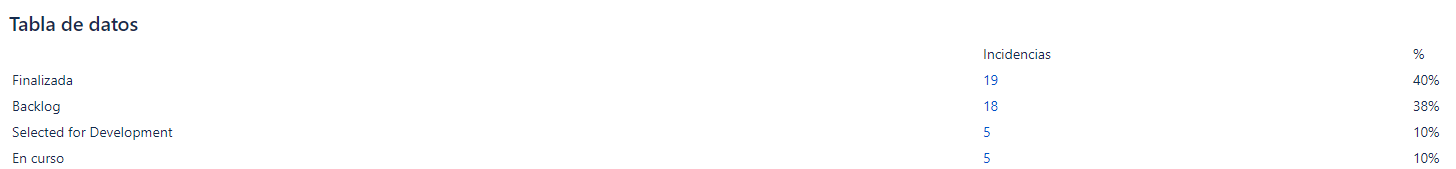 Tabla de datos
Incidencias %
Finalizada 19 40%
Backlog 18 38%
Selected for Development 5 10%
En curso 5 10%